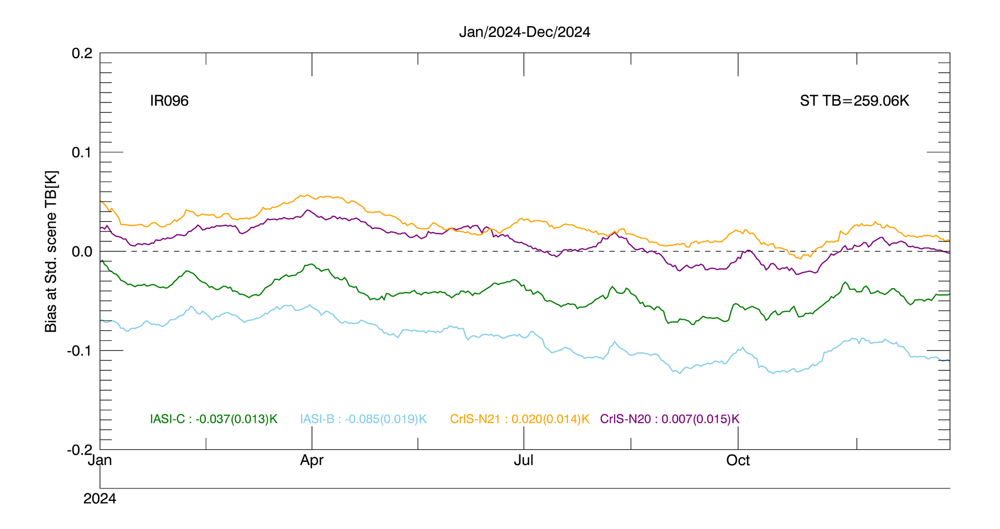 Jan/2024-Dec/2024
0.2
IR096 ST TB=259.06K
0.1
Bias at Std. scene TB[K]
0.0
-0.1
IASI-C : -0.037(0.013)K IASI-B : -0.085(0.019)K CrIS-N21 : 0.020(0.014)K CrIS-N20 : 0.007(0.015)K
-0.2
Jan Apr Jul Oct
2024